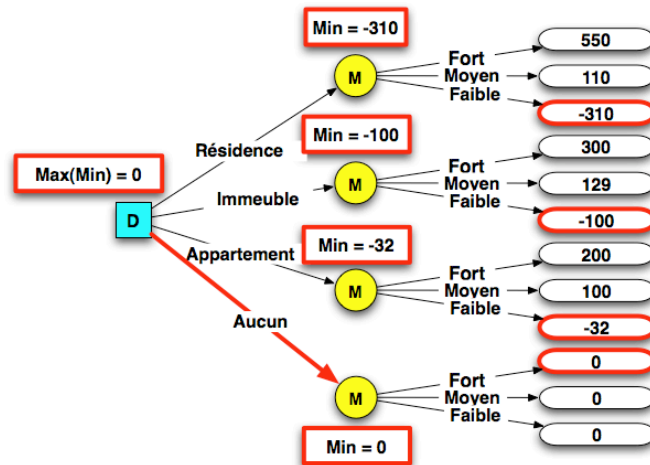 Min = -310
550
Fort
M
Moyen
110
Faible
-310
Résidence
Min = -100
300
Fort
Max(Min) = 0
M
Moyen
129
Immeuble
Faible
-100
D
Min = -32
200
Appartement
Fort
M
Moyen
100
Faible
-32
Aucun
0
Fort
M
Moyen
0
Faible
0
Min = 0